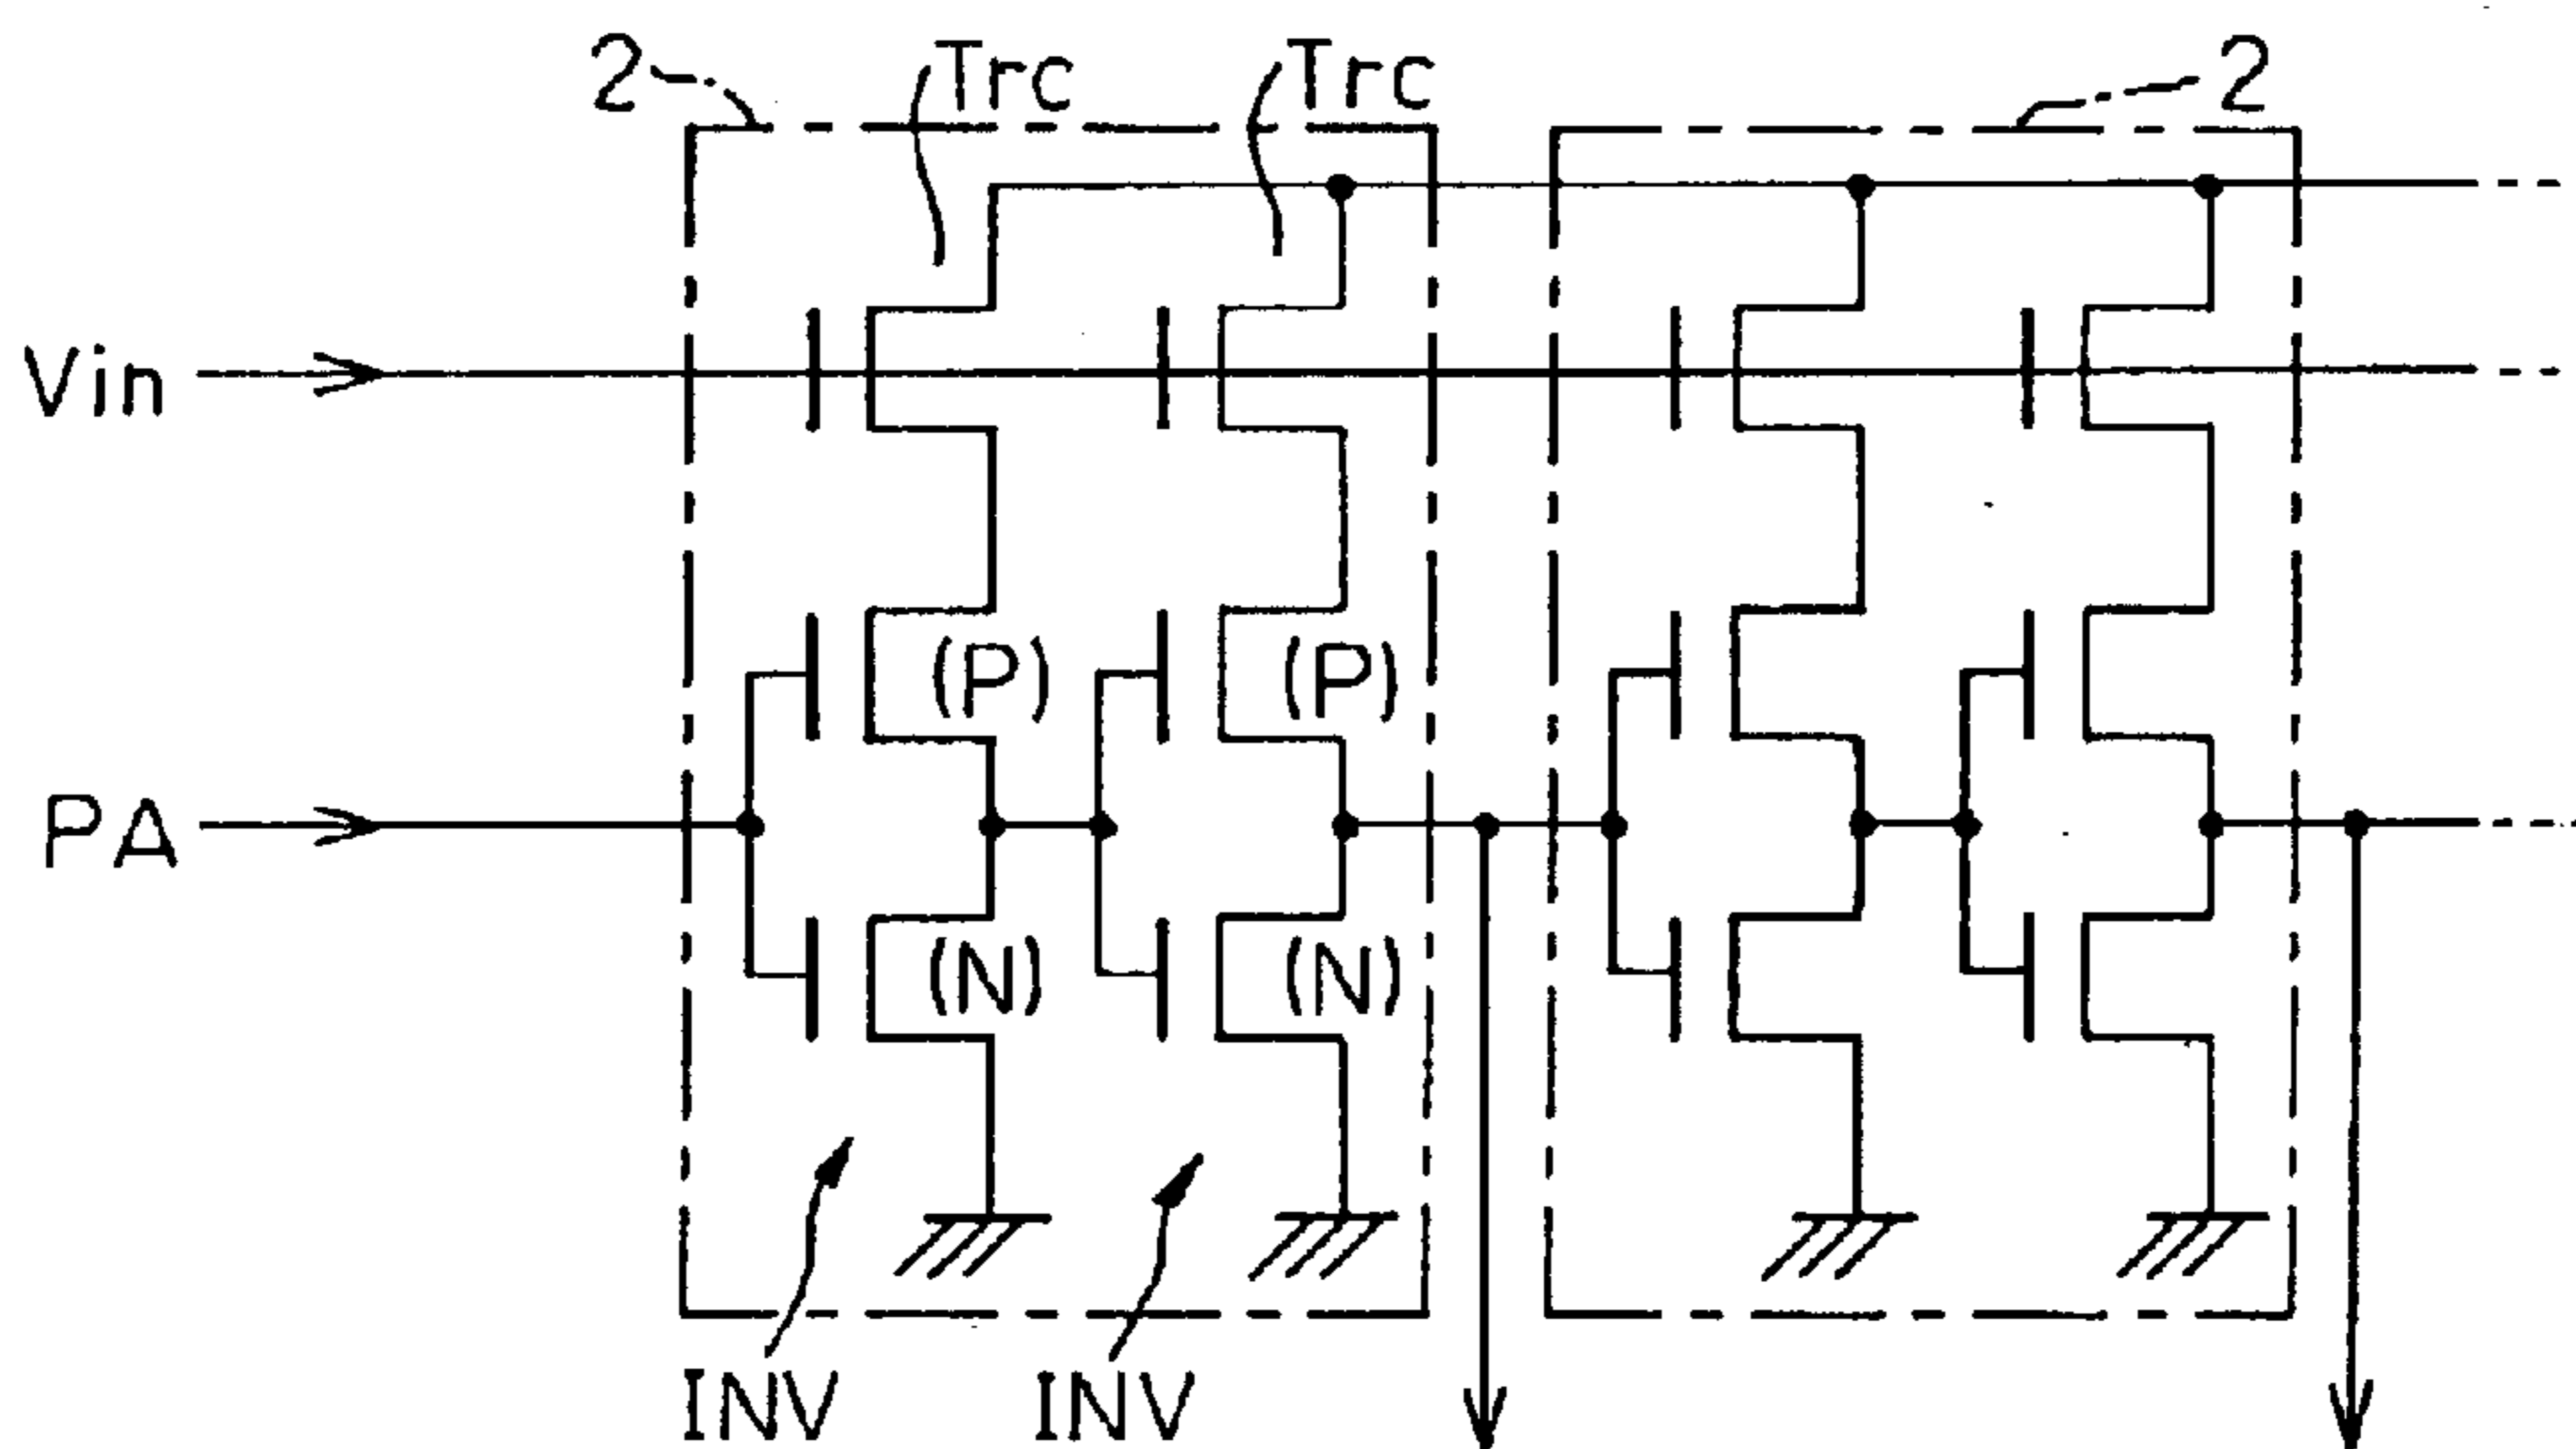 2 Trc Trc 2
Vin
(P) (P)
PA
(N) (N)
INV INV